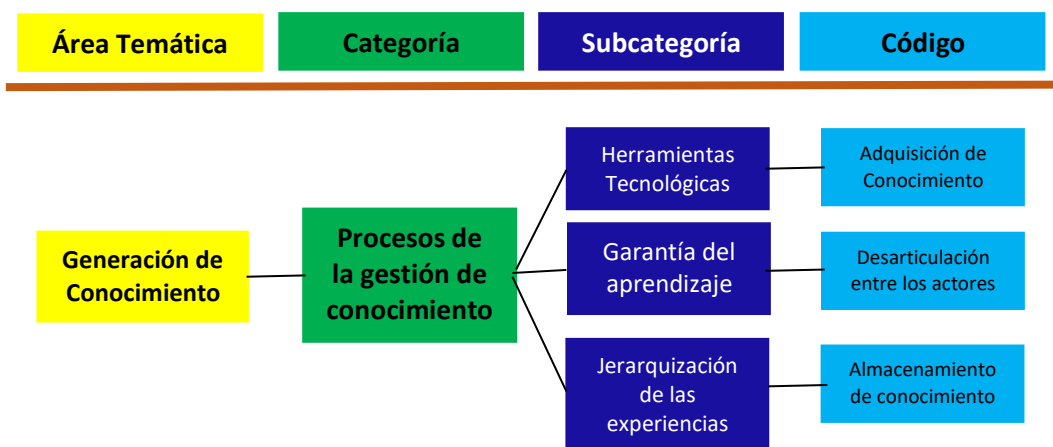 Área Temática
Categoría
Subcategoría
Código
Generación de
Conocimiento
Procesos de
la gestión de
conocimiento
Herramientas
Tecnológicas
Adquisición de
Conocimiento
Garantía del
aprendizaje
Desarticulación
entre los actores
Jerarquización
de las
experiencias
Almacenamiento
de conocimiento